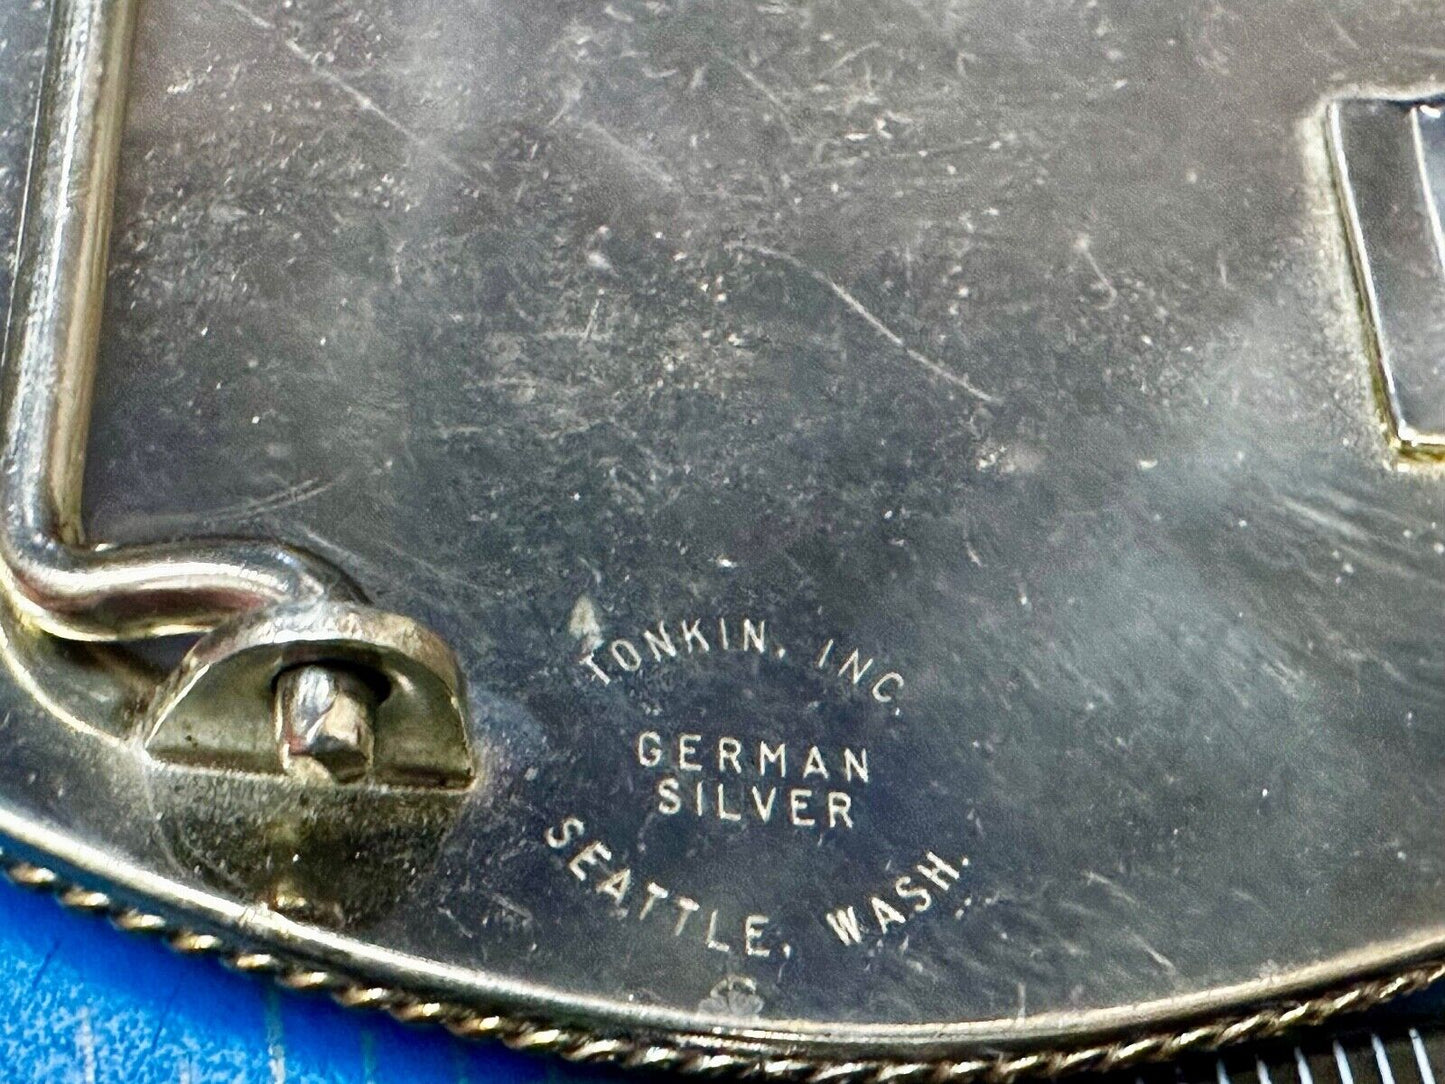 TONKIN, INC.
GERMAN
SILVER
SEATTLE, WASH.